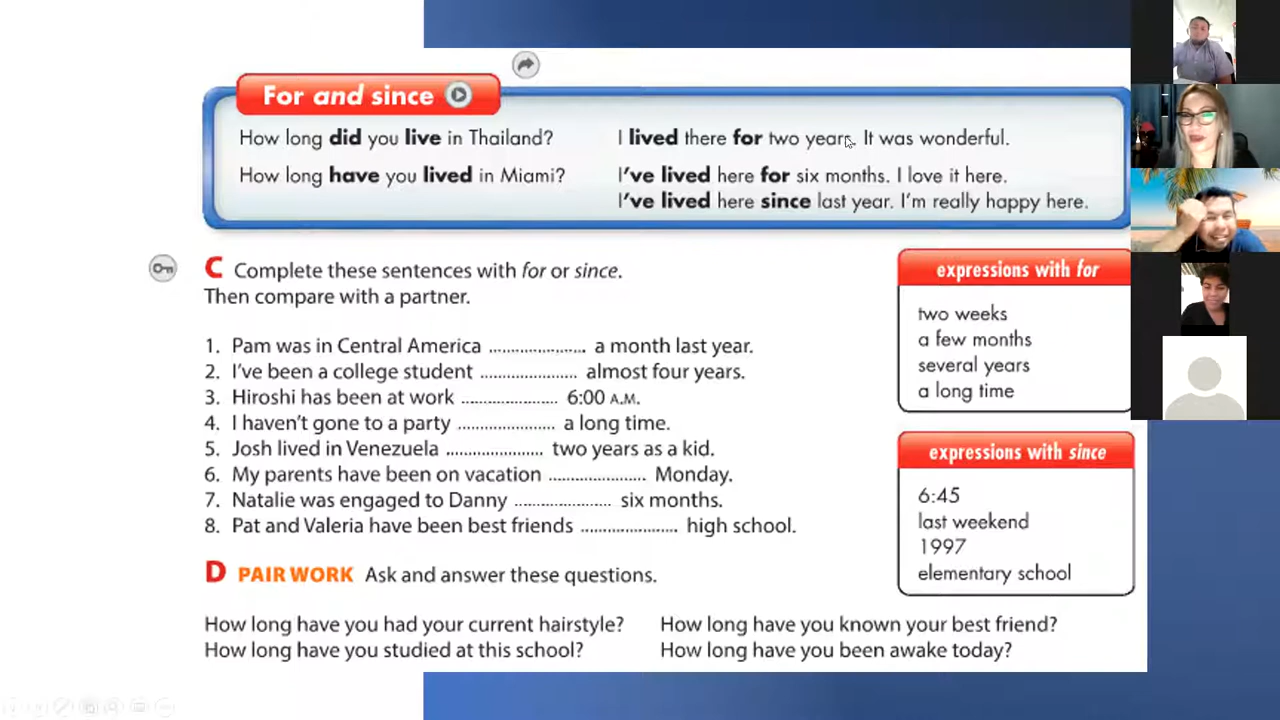 For and since
How long did you live in Thailand?
I lived there for two years. It was wonderful.
How long have you lived in Miami?
I've lived here for six months. I love it here.
I've lived here since last year. I'm really happy here.
C Complete these sentences with for or since.
Then compare with a partner.
1. Pam was in Central America ..................... a month last year.
2. I've been a college student ..................... almost four years.
3. Hiroshi has been at work ..................... 6:00 A.M.
4. I haven't gone to a party ..................... a long time.
5. Josh lived in Venezuela ..................... two years as a kid.
6. My parents have been on vacation ..................... Monday.
7. Natalie was engaged to Danny ..................... six months.
8. Pat and Valeria have been best friends ..................... high school.
expressions with for
two weeks
a few months
several years
a long time
expressions with since
6:45
last weekend
1997
elementary school
D PAIR WORK Ask and answer these questions.
How long have you had your current hairstyle?
How long have you studied at this school?
How long have you known your best friend?
How long have you been awake today?